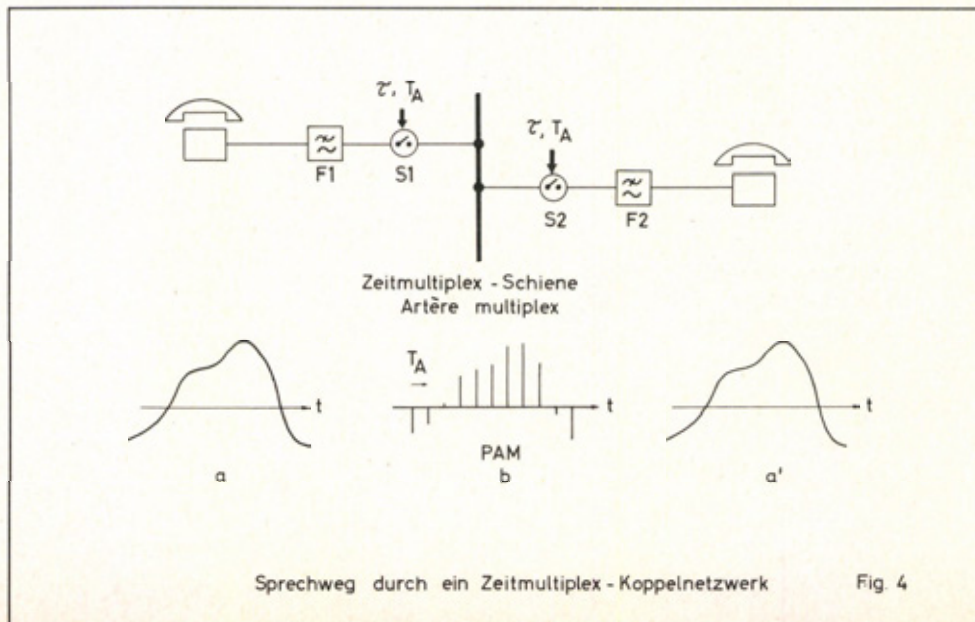 τ, T_A
τ, T_A
F1
S1
S2
F2
Zeitmultiplex - Schiene
Artère multiplex
T_A
t
t
t
PAM
a
b
a'
Sprechweg durch ein Zeitmultiplex - Koppelnetzwerk Fig. 4